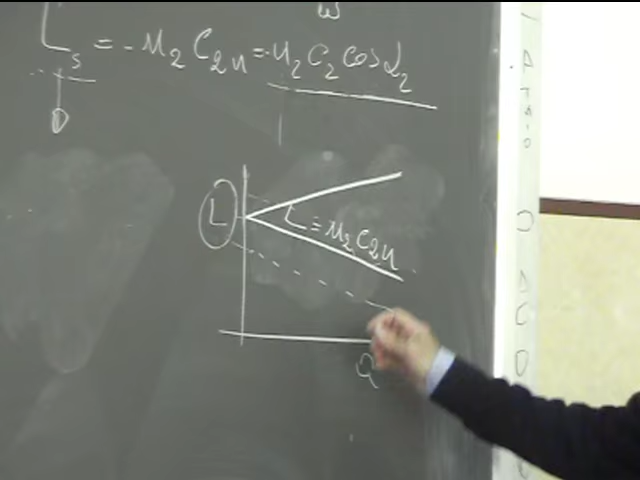 w
L_s = - u_2 C_2u = - u_2 C_2 cos α_2
L
L = u_2 C_2u
Q